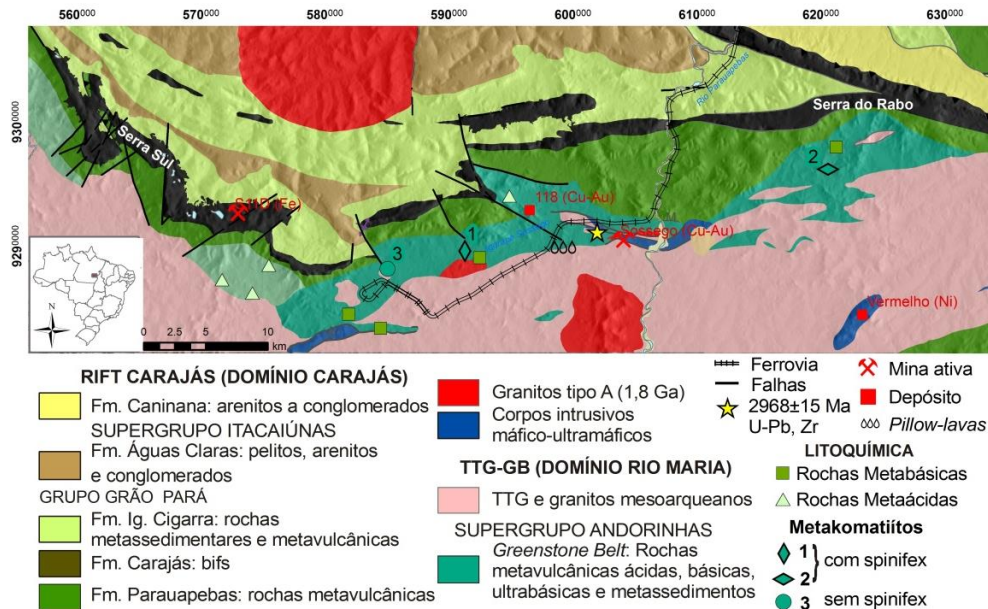 560000 570000 580000 590000 600000 610000 620000 630000
9300000
9290000
Rio Parauapebas
Serra do Rabo
Serra Sul
2
S11D (Fe)
118 (Cu-Au)
1
Sossego (Cu-Au)
3
Vermelho (Ni)
N
0 2.5 5 10
km
RIFT CARAJÁS (DOMÍNIO CARAJÁS)
Fm. Caninana: arenitos a conglomerados
SUPERGRUPO ITACAIÚNAS
Fm. Águas Claras: pelitos, arenitos
e conglomerados
GRUPO GRÃO PARÁ
Fm. Ig. Cigarra: rochas
metassedimentares e metavulcânicas
Fm. Carajás: bifs
Fm. Parauapebas: rochas metavulcânicas
Granitos tipo A (1,8 Ga)
Corpos intrusivos
máfico-ultramáficos
TTG-GB (DOMÍNIO RIO MARIA)
TTG e granitos mesoarqueanos
SUPERGRUPO ANDORINHAS
Greenstone Belt: Rochas
metavulcânicas ácidas, básicas,
ultrabásicas e metassedimentos
Ferrovia
Falhas
2968±15 Ma
U-Pb, Zr
Mina ativa
Depósito
Pillow-lavas
LITOQUÍMICA
Rochas Metabásicas
Rochas Metaácidas
Metakomatiítos
1
2
com spinifex
3 sem spinifex